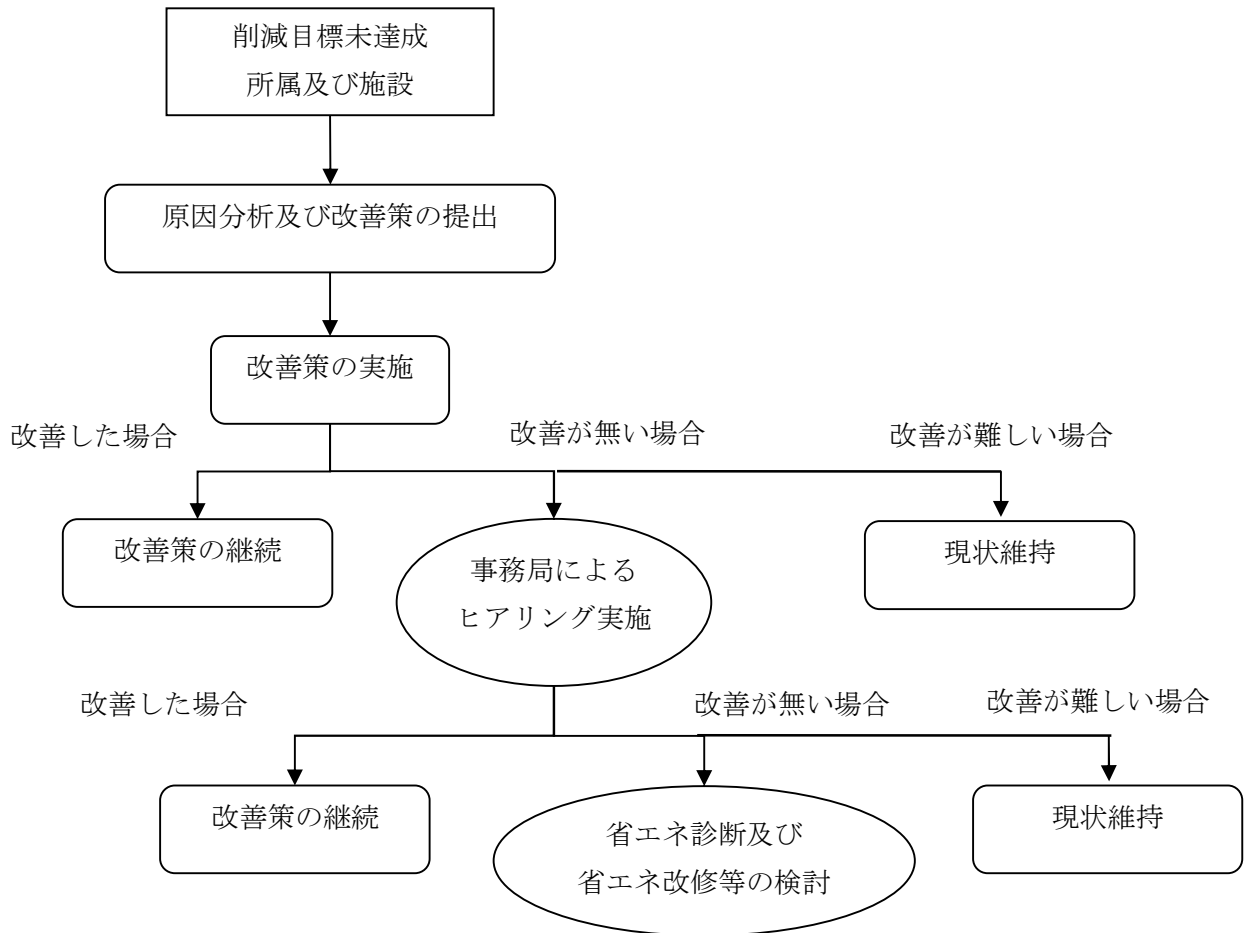 削減目標未達成
所属及び施設
原因分析及び改善策の提出
改善策の実施
改善した場合
改善が無い場合
改善が難しい場合
改善策の継続
事務局による
ヒアリング実施
現状維持
改善した場合
改善が無い場合
改善が難しい場合
改善策の継続
省エネ診断及び
省エネ改修等の検討
現状維持